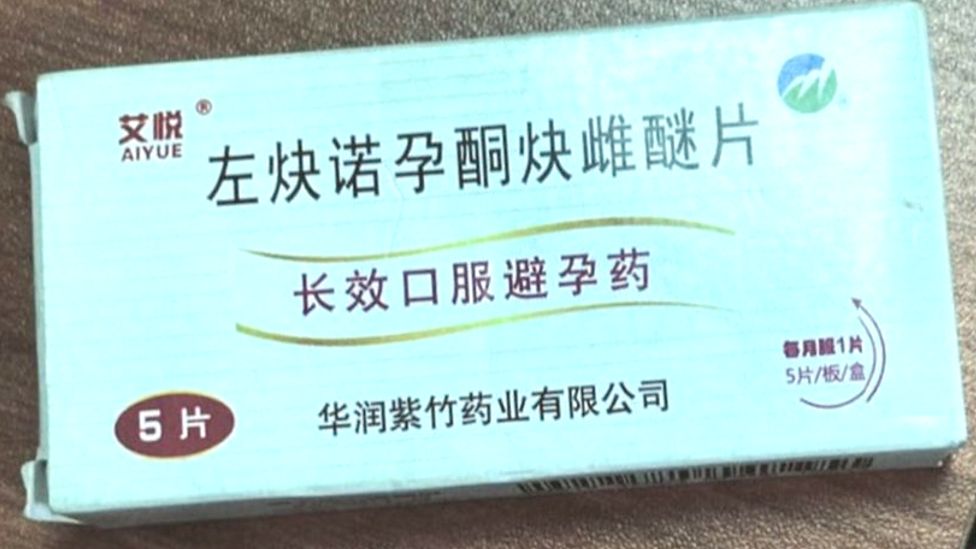 艾悦®
AIYUE
左炔诺孕酮炔雌醚片
长效口服避孕药
每月服1片
5片/板/盒
5片
华润紫竹药业有限公司